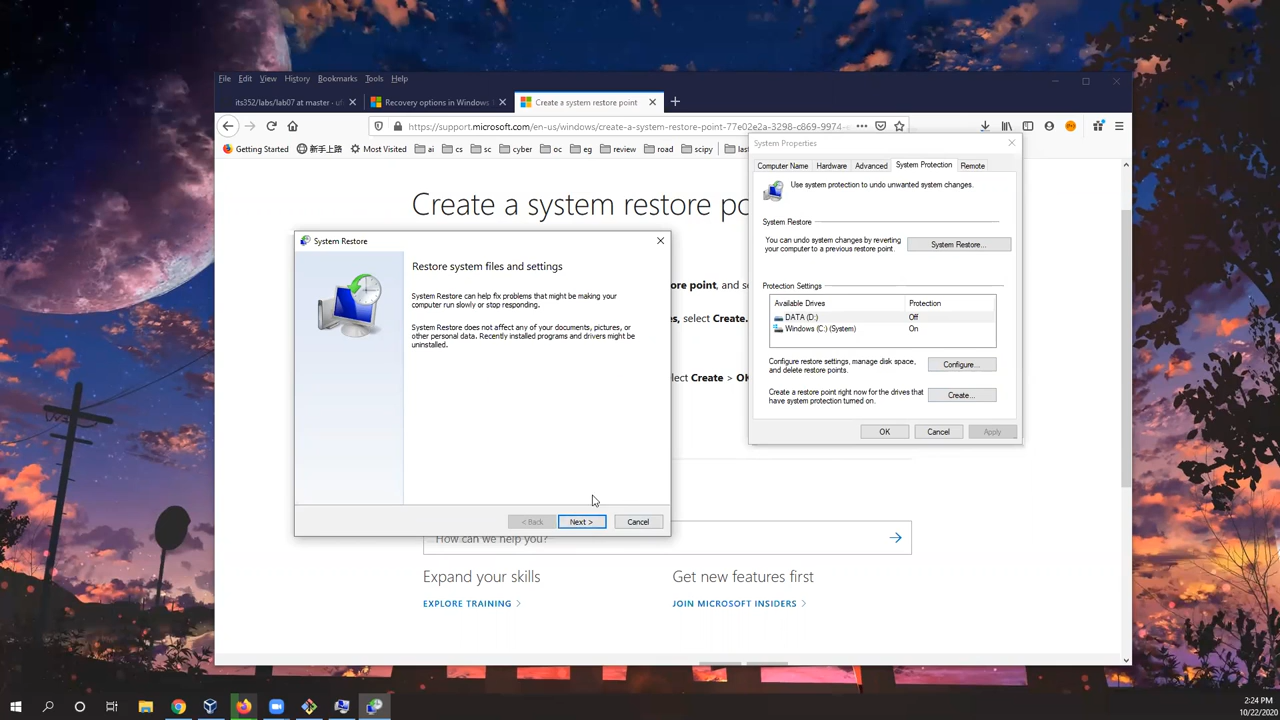 File Edit View History Bookmarks Tools Help
its352/labs/lab07 at master · ut
Recovery options in Windows
Create a system restore point
https://support.microsoft.com/en-us/windows/create-a-system-restore-point-77e02e2a-3298-c869-9974-
Getting Started 新手上路 Most Visited ai cs sc cyber oc eg review road scipy
System Properties
Computer Name Hardware Advanced System Protection Remote
Use system protection to undo unwanted system changes.
System Restore
You can undo system changes by reverting
your computer to a previous restore point.
System Restore...
Protection Settings
Available Drives Protection
DATA (D:) Off
Windows (C:) (System) On
Configure restore settings, manage disk space,
and delete restore points.
Configure...
Create a restore point right now for the drives that
have system protection turned on.
Create...
OK Cancel Apply
Create a system restore po
ore point, and s
es, select Create.
lect Create > OK
System Restore
Restore system files and settings
System Restore can help fix problems that might be making your
computer run slowly or stop responding.
System Restore does not affect any of your documents, pictures, or
other personal data. Recently installed programs and drivers might be
uninstalled.
< Back Next > Cancel
How can we help you?
Expand your skills
EXPLORE TRAINING >
Get new features first
JOIN MICROSOFT INSIDERS >
2:24 PM
10/22/2020